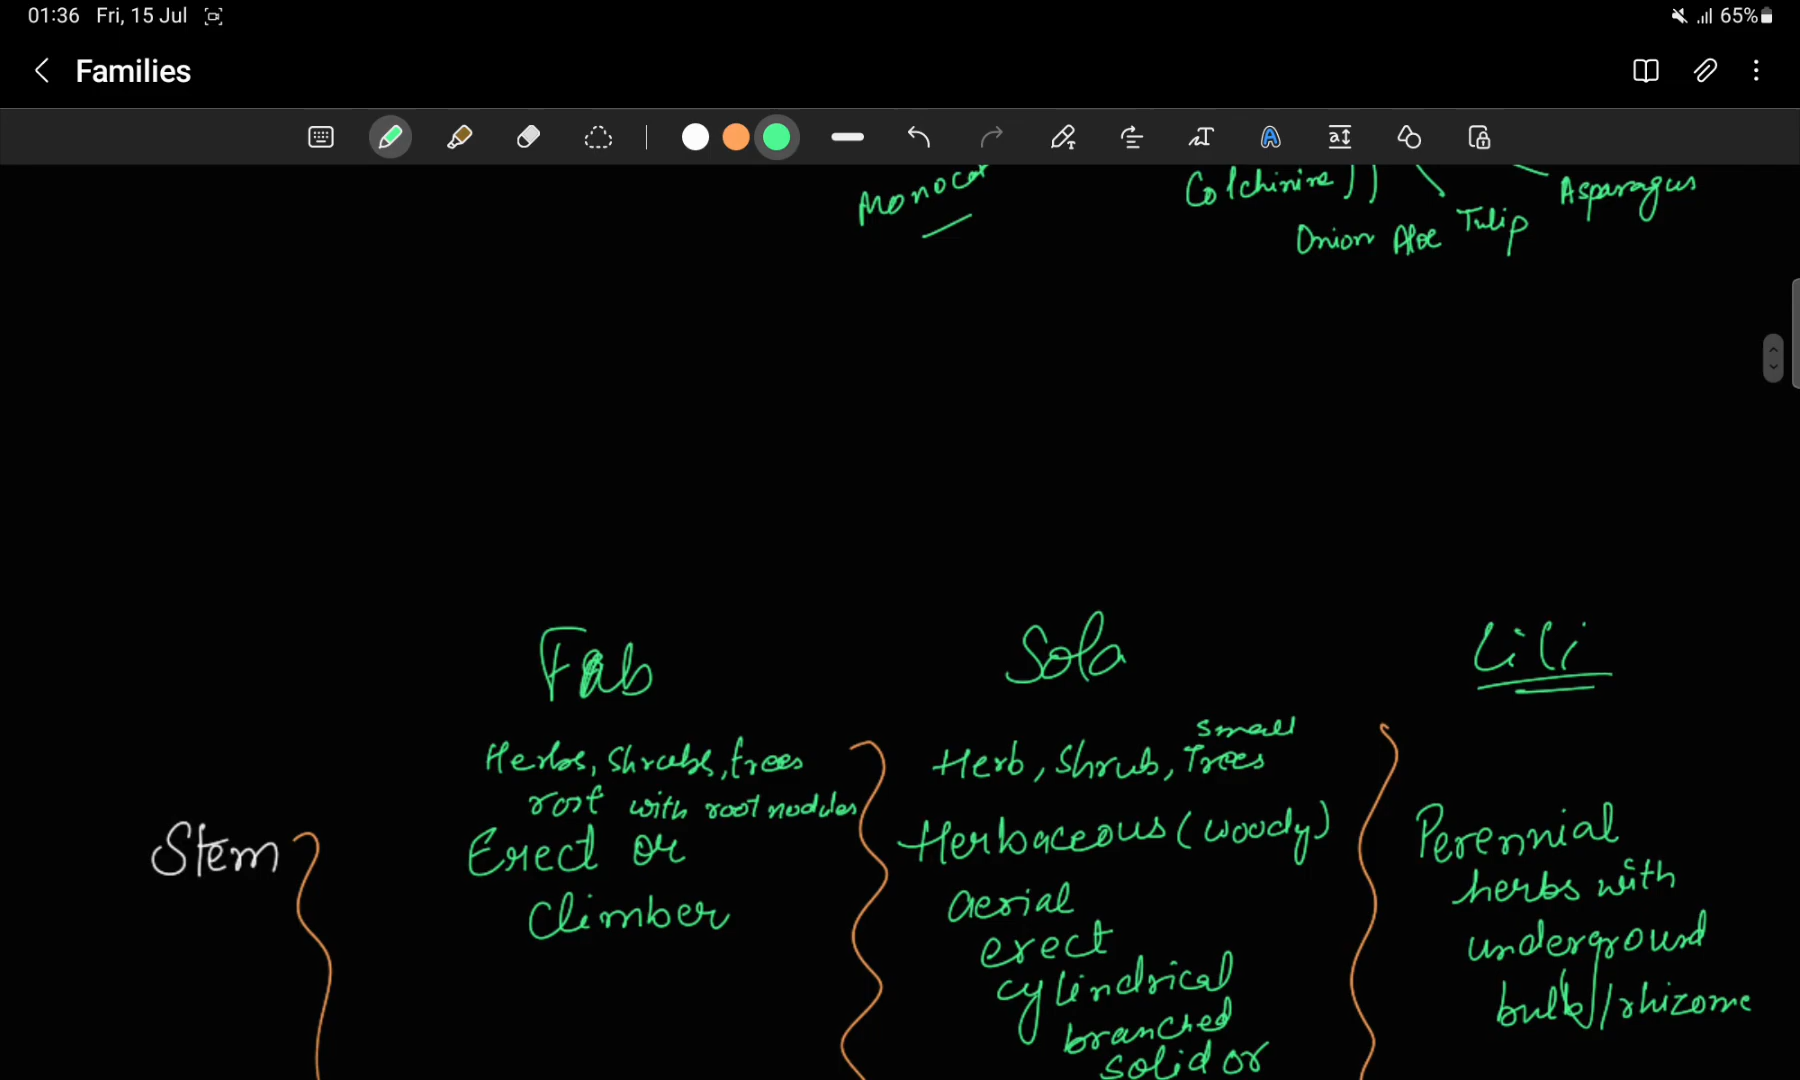 01:36 Fri, 15 Jul 65%
Families
Monocot
Colchinine
Asparagus
Tulip
Onion Aloe
Fab Sola Lili
Herbs, Shrubs, trees
root with root nodules
Erect or
Climber
small
Herb, Shrub, Trees
Herbaceous (woody)
aerial
erect
cylindrical
branched
solid or
Perennial
herbs with
underground
bulb/rhizome
Stem